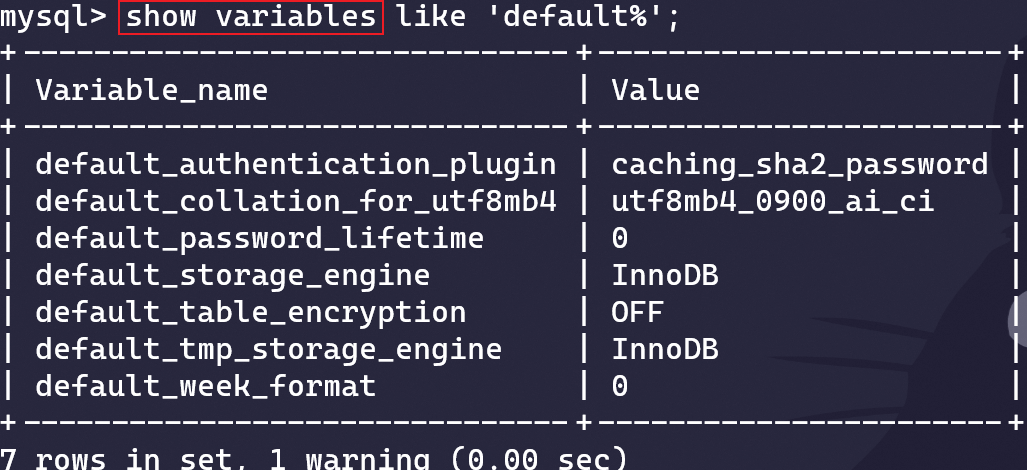 mysql> show variables like 'default%';
+------------------------------+-----------------------+
| Variable_name                | Value                 |
+------------------------------+-----------------------+
| default_authentication_plugin | caching_sha2_password |
| default_collation_for_utf8mb4 | utf8mb4_0900_ai_ci    |
| default_password_lifetime     | 0                     |
| default_storage_engine        | InnoDB                |
| default_table_encryption      | OFF                   |
| default_tmp_storage_engine    | InnoDB                |
| default_week_format           | 0                     |
+------------------------------+-----------------------+
7 rows in set, 1 warning (0.00 sec)